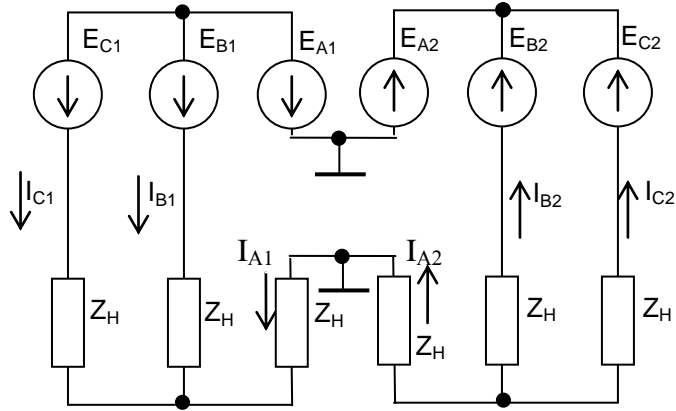 E_C1 E_B1 E_A1 E_A2 E_B2 E_C2
I_C1 I_B1 I_B2 I_C2
I_A1 I_A2
Z_H Z_H Z_H Z_H Z_H Z_H